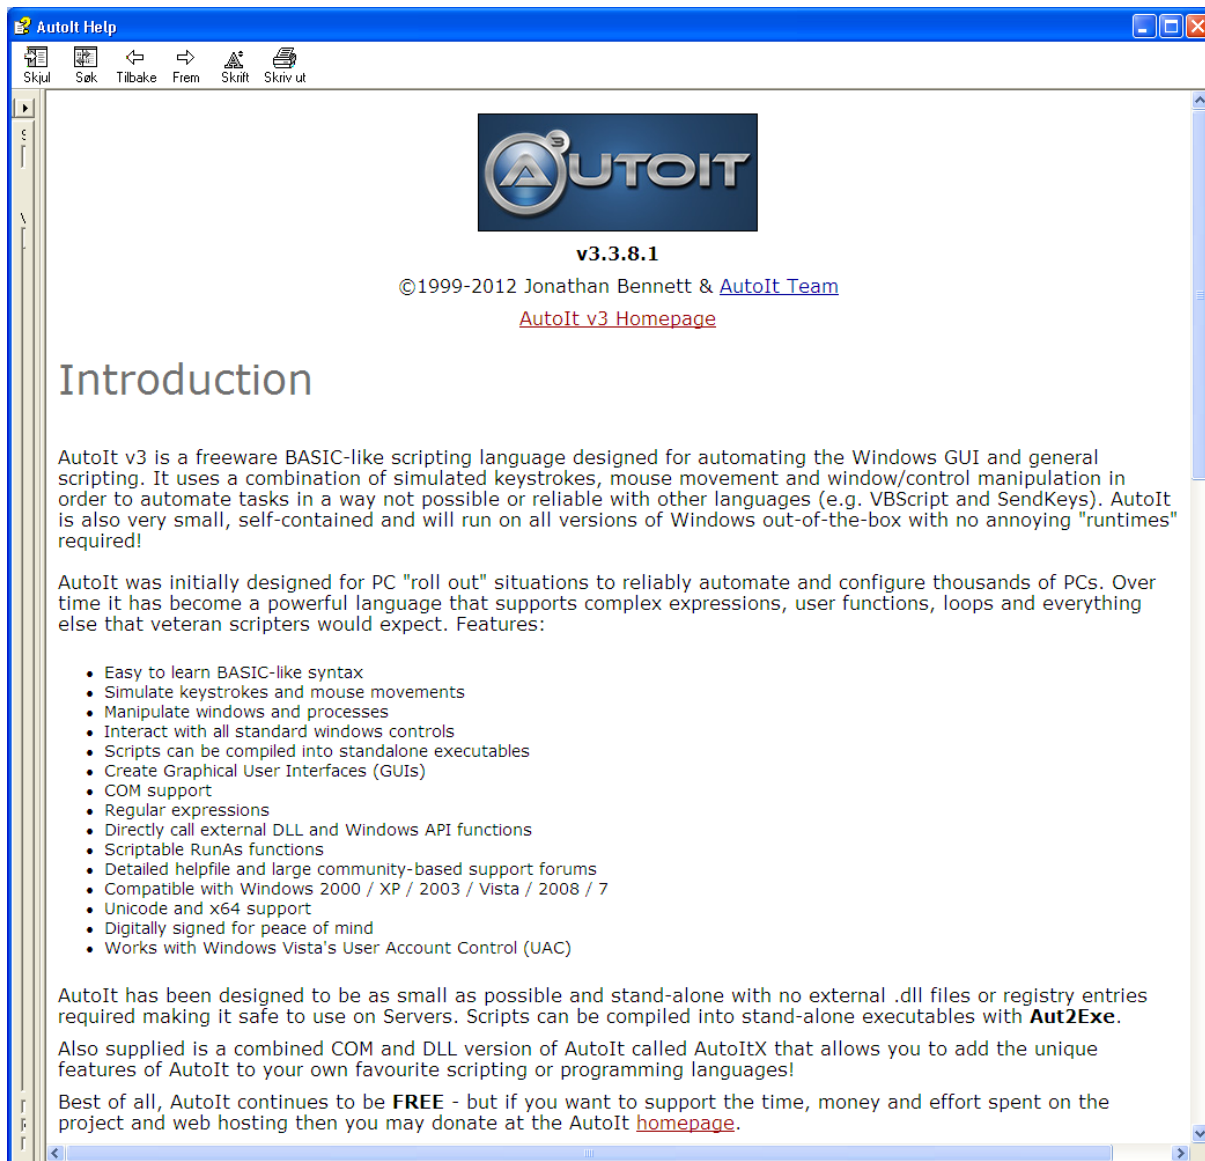 AutoIt Help
Skjul Søk Tilbake Frem Skrift Skriv ut
AUTOIT 3
v3.3.8.1
©1999-2012 Jonathan Bennett & AutoIt Team
AutoIt v3 Homepage
Introduction
AutoIt v3 is a freeware BASIC-like scripting language designed for automating the Windows GUI and general
scripting. It uses a combination of simulated keystrokes, mouse movement and window/control manipulation in
order to automate tasks in a way not possible or reliable with other languages (e.g. VBScript and SendKeys). AutoIt
is also very small, self-contained and will run on all versions of Windows out-of-the-box with no annoying "runtimes"
required!
AutoIt was initially designed for PC "roll out" situations to reliably automate and configure thousands of PCs. Over
time it has become a powerful language that supports complex expressions, user functions, loops and everything
else that veteran scripters would expect. Features:
• Easy to learn BASIC-like syntax
• Simulate keystrokes and mouse movements
• Manipulate windows and processes
• Interact with all standard windows controls
• Scripts can be compiled into standalone executables
• Create Graphical User Interfaces (GUIs)
• COM support
• Regular expressions
• Directly call external DLL and Windows API functions
• Scriptable RunAs functions
• Detailed helpfile and large community-based support forums
• Compatible with Windows 2000 / XP / 2003 / Vista / 2008 / 7
• Unicode and x64 support
• Digitally signed for peace of mind
• Works with Windows Vista's User Account Control (UAC)
AutoIt has been designed to be as small as possible and stand-alone with no external .dll files or registry entries
required making it safe to use on Servers. Scripts can be compiled into stand-alone executables with Aut2Exe.
Also supplied is a combined COM and DLL version of AutoIt called AutoItX that allows you to add the unique
features of AutoIt to your own favourite scripting or programming languages!
Best of all, AutoIt continues to be FREE - but if you want to support the time, money and effort spent on the
project and web hosting then you may donate at the AutoIt homepage.